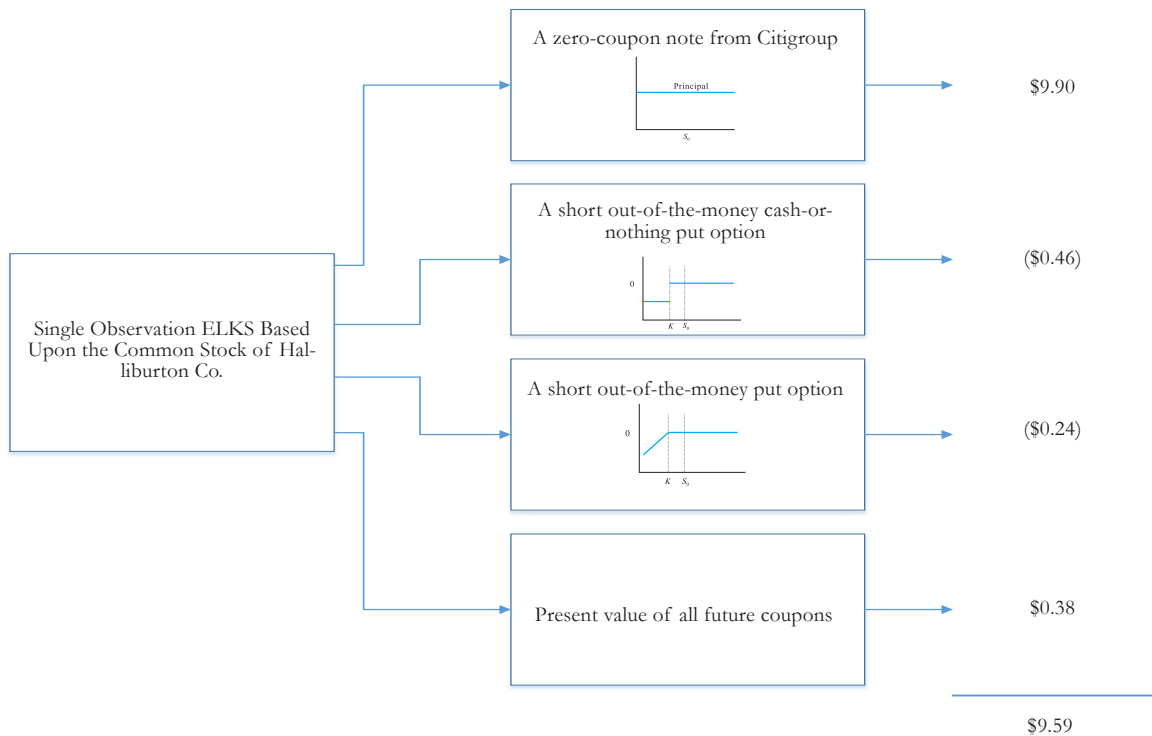 A zero-coupon note from Citigroup
Principal
S₀
$9.90
A short out-of-the-money cash-or-
nothing put option
0
K S₀
($0.46)
Single Observation ELKS Based
Upon the Common Stock of Hal-
liburton Co.
A short out-of-the-money put option
0
K S₀
($0.24)
Present value of all future coupons
$0.38
$9.59